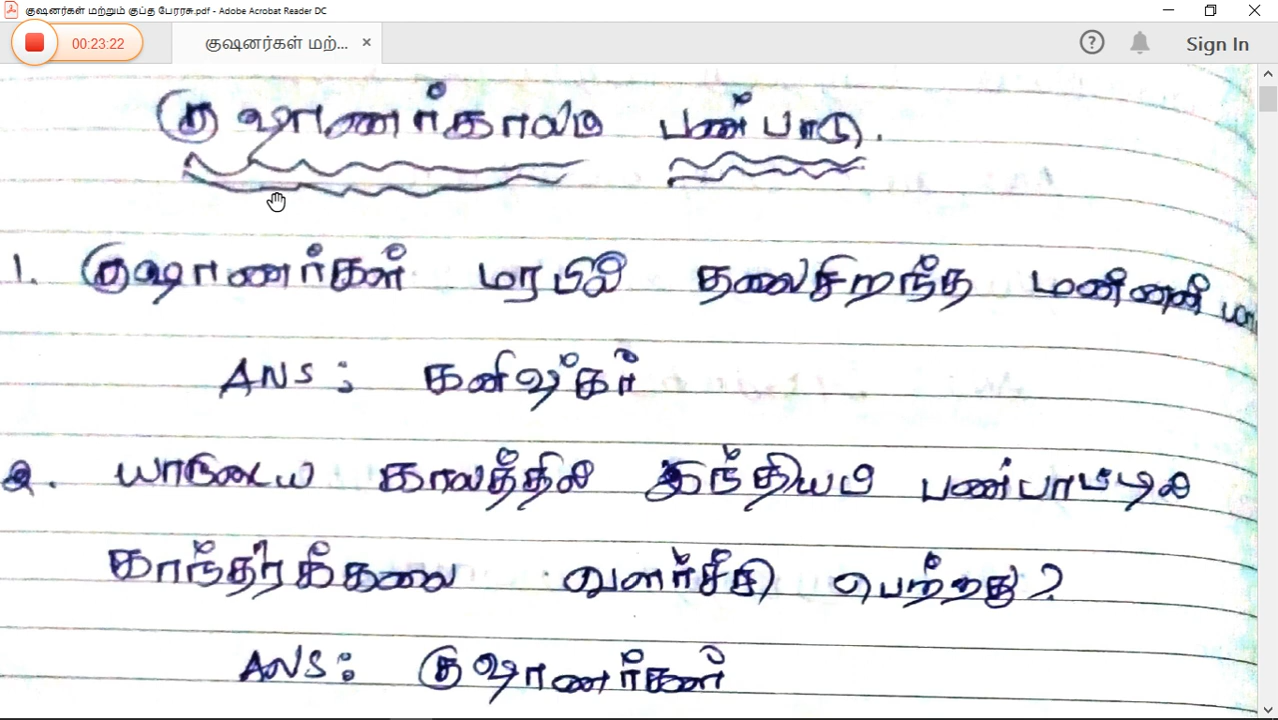 குஷனர்கள் மற்றும் குப்த பேரரசு.pdf - Adobe Acrobat Reader DC
00:23:22 குஷனர்கள் மற்... × Sign In
குஷாணர்கால பண்பாடு.
1. குஷாணர்கள் மரபில் தலைசிறந்த மன்னன்
ANS : கனிஷ்கர்
2. யாருடைய காலத்தில் இந்திய பண்பாட்டில்
காந்தரக்கலை வளர்ச்சி பெற்றது?
ANS : குஷாணர்கள்